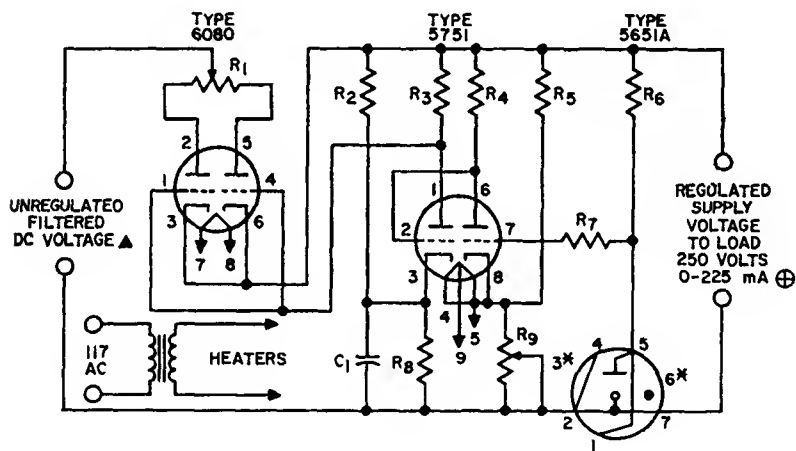 TYPE
6080
TYPE
5751
TYPE
5651A
R1
R2
R3
R4
R5
R6
2
5
1
4
3
6
7
8
1
6
2
7
3
8
4
5
9
R7
UNREGULATED
FILTERED
DC VOLTAGE ▲
REGOLATED
SUPPLY
VOLTAGE
TO LOAD
250 VOLTS
0-225 mA ⊕
117
AC
HEATERS
C1
R8
R9
4
5
3*
6*
2
7
1